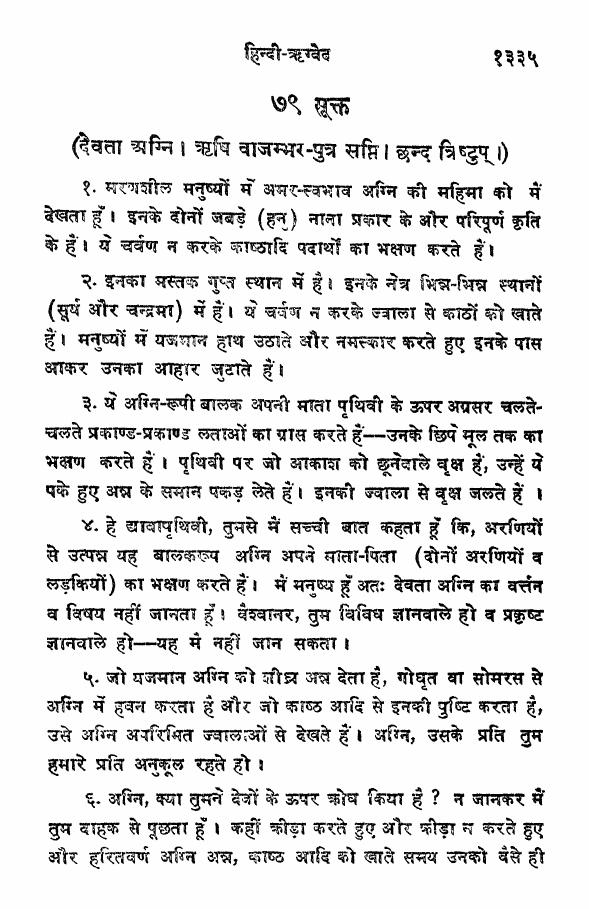 हिन्दी-ऋग्वेद १३३५
७९ सूक्त
(देवता अग्नि। ऋषि वाजम्भर-पुत्र सप्ति। छन्द त्रिष्टुप्।)
१. मरणशील मनुष्यों में अमर-स्वभाव अग्नि की महिमा को मैं
देखता हूँ। इनके दोनों जबड़े (हनु) नाना प्रकार के और परिपूर्ण कृति
के हैं। ये चर्वण न करके काष्ठादि पदार्थों का भक्षण करते हैं।
२. इनका मस्तक गुप्त स्थान में है। इनके नेत्र भिन्न-भिन्न स्थानों
(सूर्य और चन्द्रमा) में हैं। ये चर्वण न करके ज्वाला से काठों को खाते
हैं। मनुष्यों में यजमान हाथ उठाते और नमस्कार करते हुए इनके पास
आकर उनका आहार जुटाते हैं।
३. ये अग्नि-रूपी बालक अपनी माता पृथिवी के ऊपर अग्रसर चलते-
चलते प्रकाण्ड-प्रकाण्ड लताओं का ग्रास करते हैं—उनके छिपे मूल तक का
भक्षण करते हैं। पृथिवी पर जो आकाश को छूनेवाले वृक्ष हैं, उन्हें ये
पके हुए अन्न के समान पकड़ लेते हैं। इनकी ज्वाला से वृक्ष जलते हैं ।
४. हे द्यावापृथिवी, तुमसे मैं सच्ची बात कहता हूँ कि, अरणियों
से उत्पन्न यह बालकरूप अग्नि अपने माता-पिता (दोनों अरणियों व
लड़कियों) का भक्षण करते हैं। मैं मनुष्य हूँ अतः देवता अग्नि का वर्त्तन
व विषय नहीं जानता हूँ। वैश्वानर, तुम विविध ज्ञानवाले हो व प्रकृष्ट
ज्ञानवाले हो—यह मैं नहीं जान सकता।
५. जो यजमान अग्नि को शीघ्र अन्न देता है, गोघृत वा सोमरस से
अग्नि में हवन करता है और जो काष्ठ आदि से इनकी पुष्टि करता है,
उसे अग्नि अपरिमित ज्वालाओं से देखते हैं। अग्नि, उसके प्रति तुम
हमारे प्रति अनुकूल रहते हो।
६. अग्नि, क्या तुमने देवों के ऊपर क्रोध किया है? न जानकर मैं
तुम दाहक से पूछता हूँ। कहीं क्रीड़ा करते हुए और क्रीड़ा न करते हुए
और हरितवर्ण अग्नि अन्न, काष्ठ आदि को खाते समय उनको वैसे ही